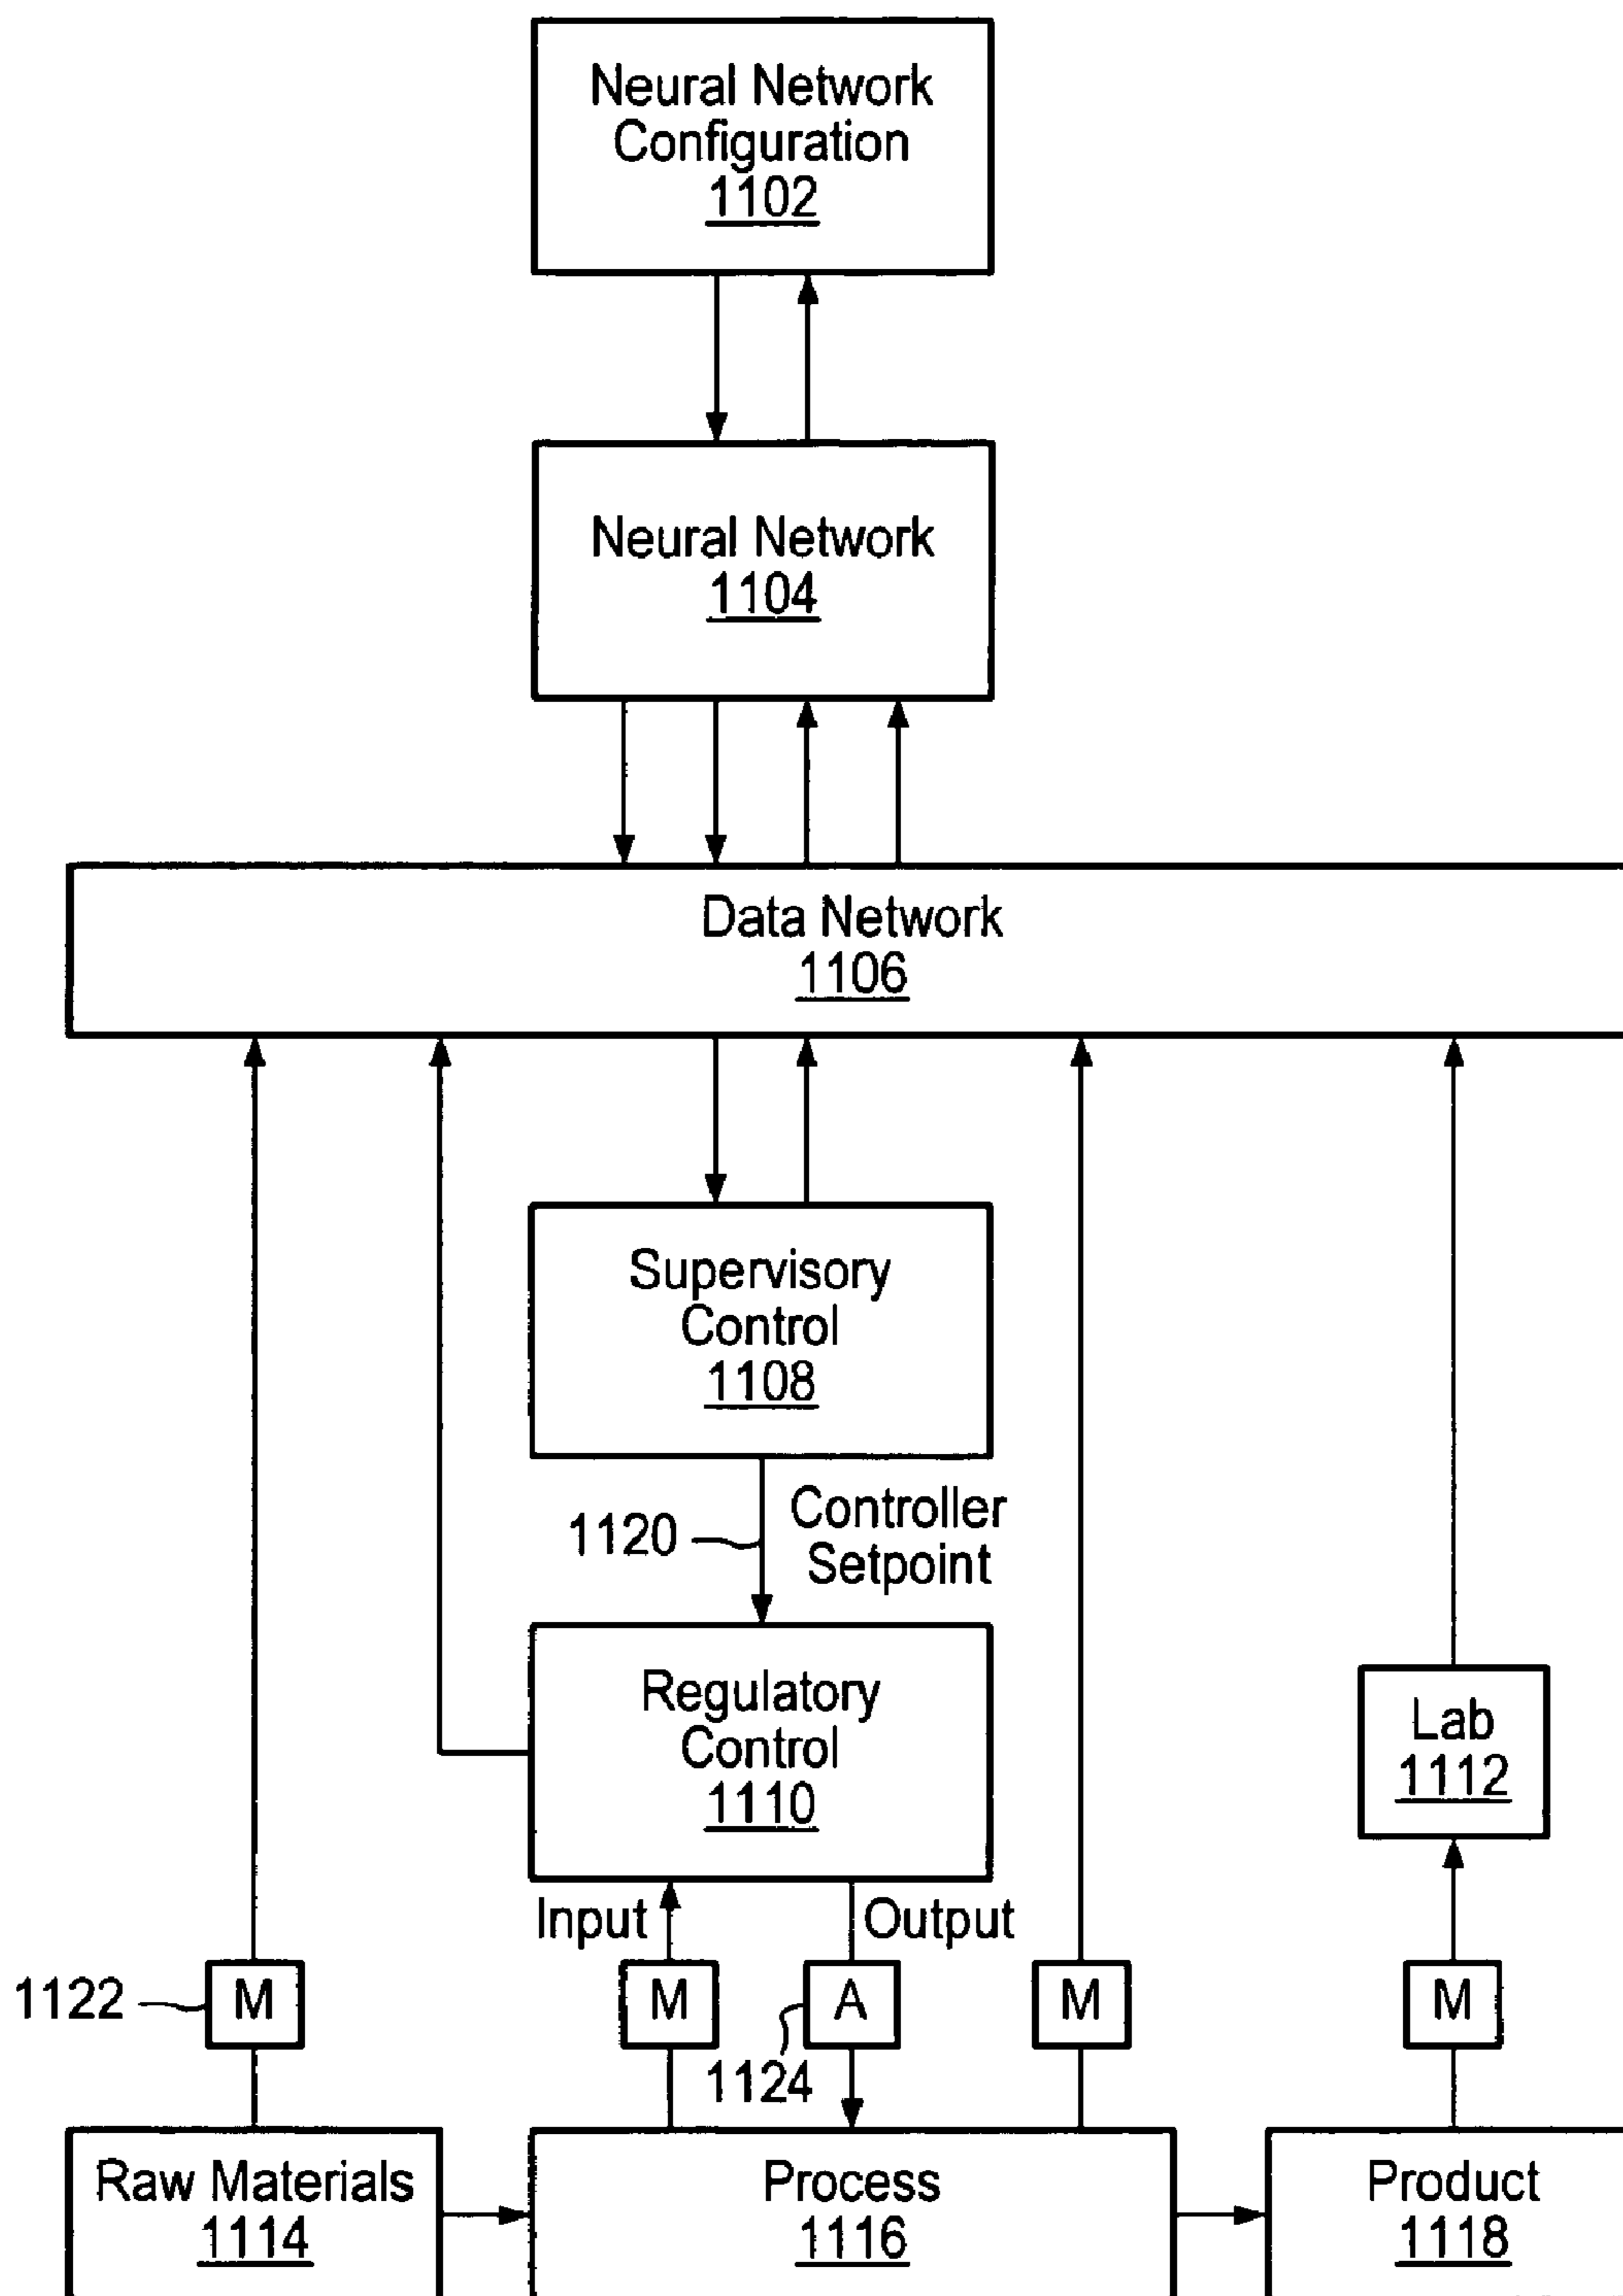 Neural Network
Configuration
1102
Neural Network
1104
Data Network
1106
Supervisory
Control
1108
1120
Controller
Setpoint
Regulatory
Control
1110
Lab
1112
Input
Output
1122
M
M
A
M
M
1124
Raw Materials
1114
Process
1116
Product
1118